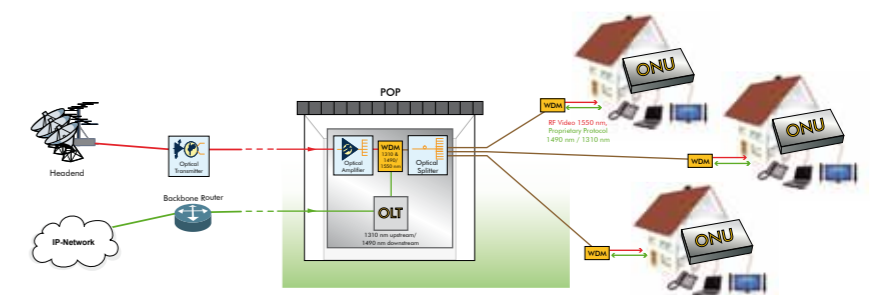 POP
ONU
ONU
WDM
RF Video 1550 nm,
Proprietary Protocol
1490 nm / 1310 nm
Headend
Optical
Transmitter
Optical
Amplifier
WDM
1310 &
1490/
1550 nm
Optical
Splitter
WDM
Backbone Router
IP-Network
OLT
1310 nm upstream/
1490 nm downstream
ONU
WDM